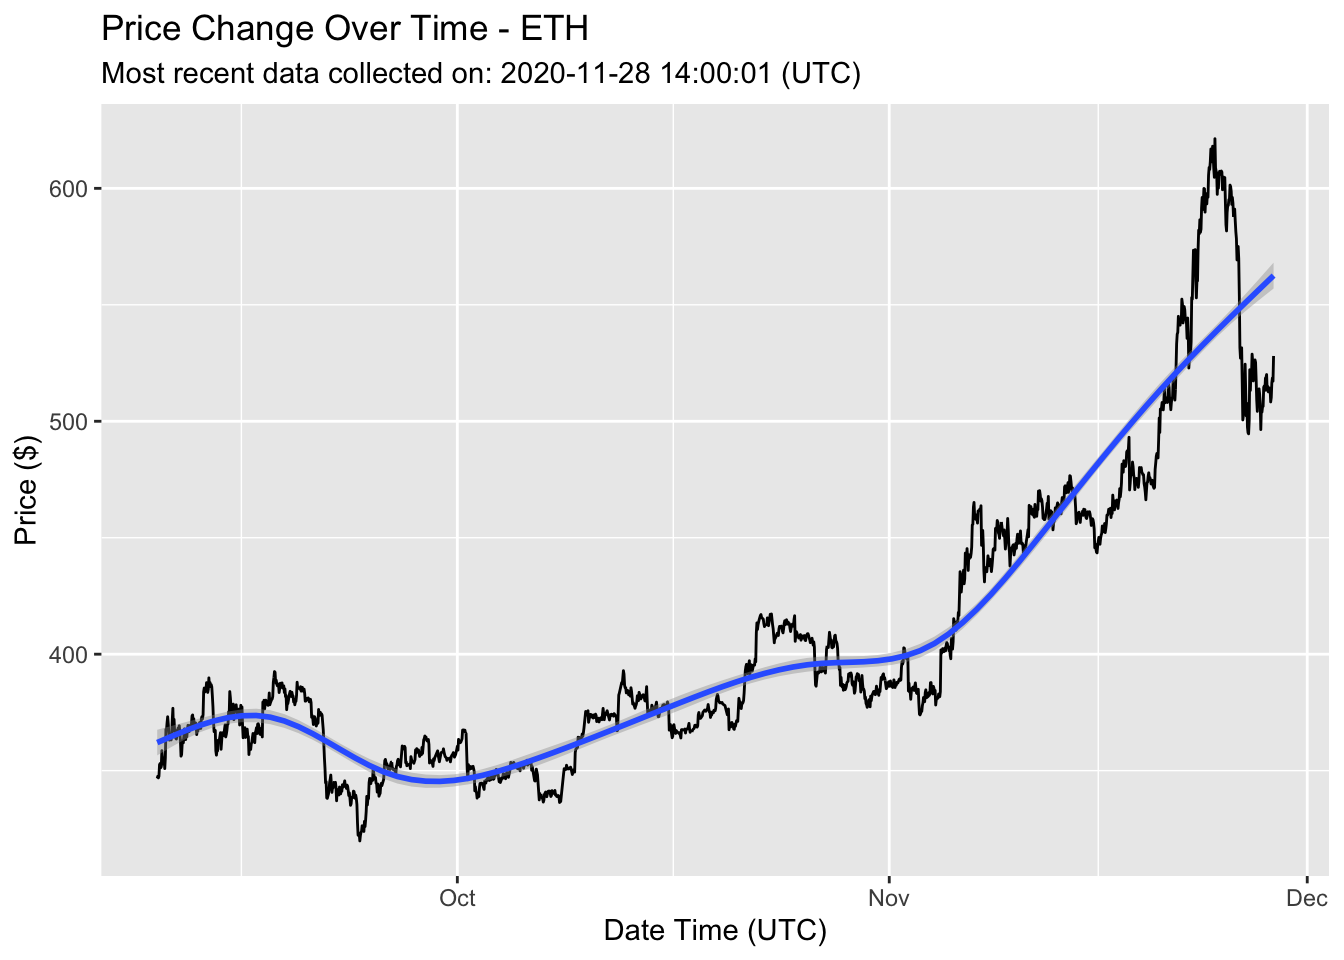 Price Change Over Time - ETH
Most recent data collected on: 2020-11-28 14:00:01 (UTC)
600
500
400
Price ($)
Oct
Nov
Dec
Date Time (UTC)